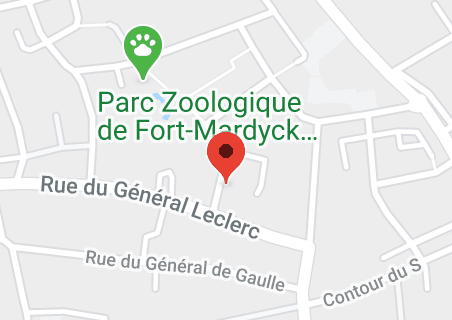 Parc Zoologique
de Fort-Mardyck...
Rue du Général Leclerc
Rue du Général de Gaulle
Contour du S